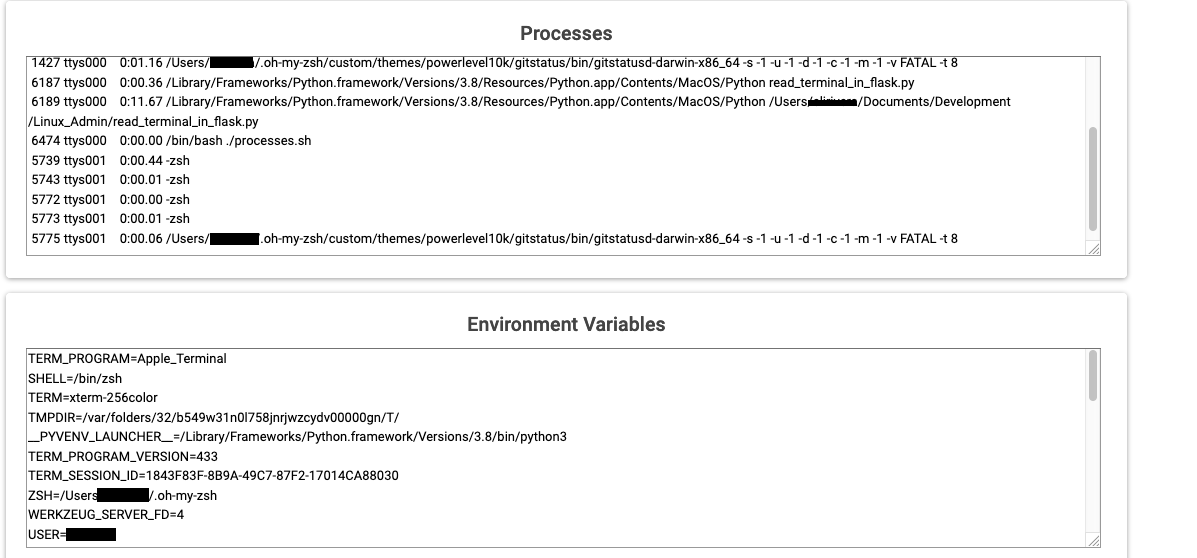 Processes
1427 ttys000 0:01.16 /Users/ /.oh-my-zsh/custom/themes/powerlevel10k/gitstatus/bin/gitstatusd-darwin-x86_64 -s -1 -u -1 -d -1 -c -1 -m -1 -v FATAL -t 8
6187 ttys000 0:00.36 /Library/Frameworks/Python.framework/Versions/3.8/Resources/Python.app/Contents/MacOS/Python read_terminal_in_flask.py
6189 ttys000 0:11.67 /Library/Frameworks/Python.framework/Versions/3.8/Resources/Python.app/Contents/MacOS/Python /Users/ /Documents/Development
/Linux_Admin/read_terminal_in_flask.py
6474 ttys000 0:00.00 /bin/bash ./processes.sh
5739 ttys001 0:00.44 -zsh
5743 ttys001 0:00.01 -zsh
5772 ttys001 0:00.00 -zsh
5773 ttys001 0:00.01 -zsh
5775 ttys001 0:00.06 /Users/ .oh-my-zsh/custom/themes/powerlevel10k/gitstatus/bin/gitstatusd-darwin-x86_64 -s -1 -u -1 -d -1 -c -1 -m -1 -v FATAL -t 8
Environment Variables
TERM_PROGRAM=Apple_Terminal
SHELL=/bin/zsh
TERM=xterm-256color
TMPDIR=/var/folders/32/b549w31n0l758jnrjwzcydv00000gn/T/
__PYVENV_LAUNCHER__=/Library/Frameworks/Python.framework/Versions/3.8/bin/python3
TERM_PROGRAM_VERSION=433
TERM_SESSION_ID=1843F83F-8B9A-49C7-87F2-17014CA88030
ZSH=/Users /.oh-my-zsh
WERKZEUG_SERVER_FD=4
USER=